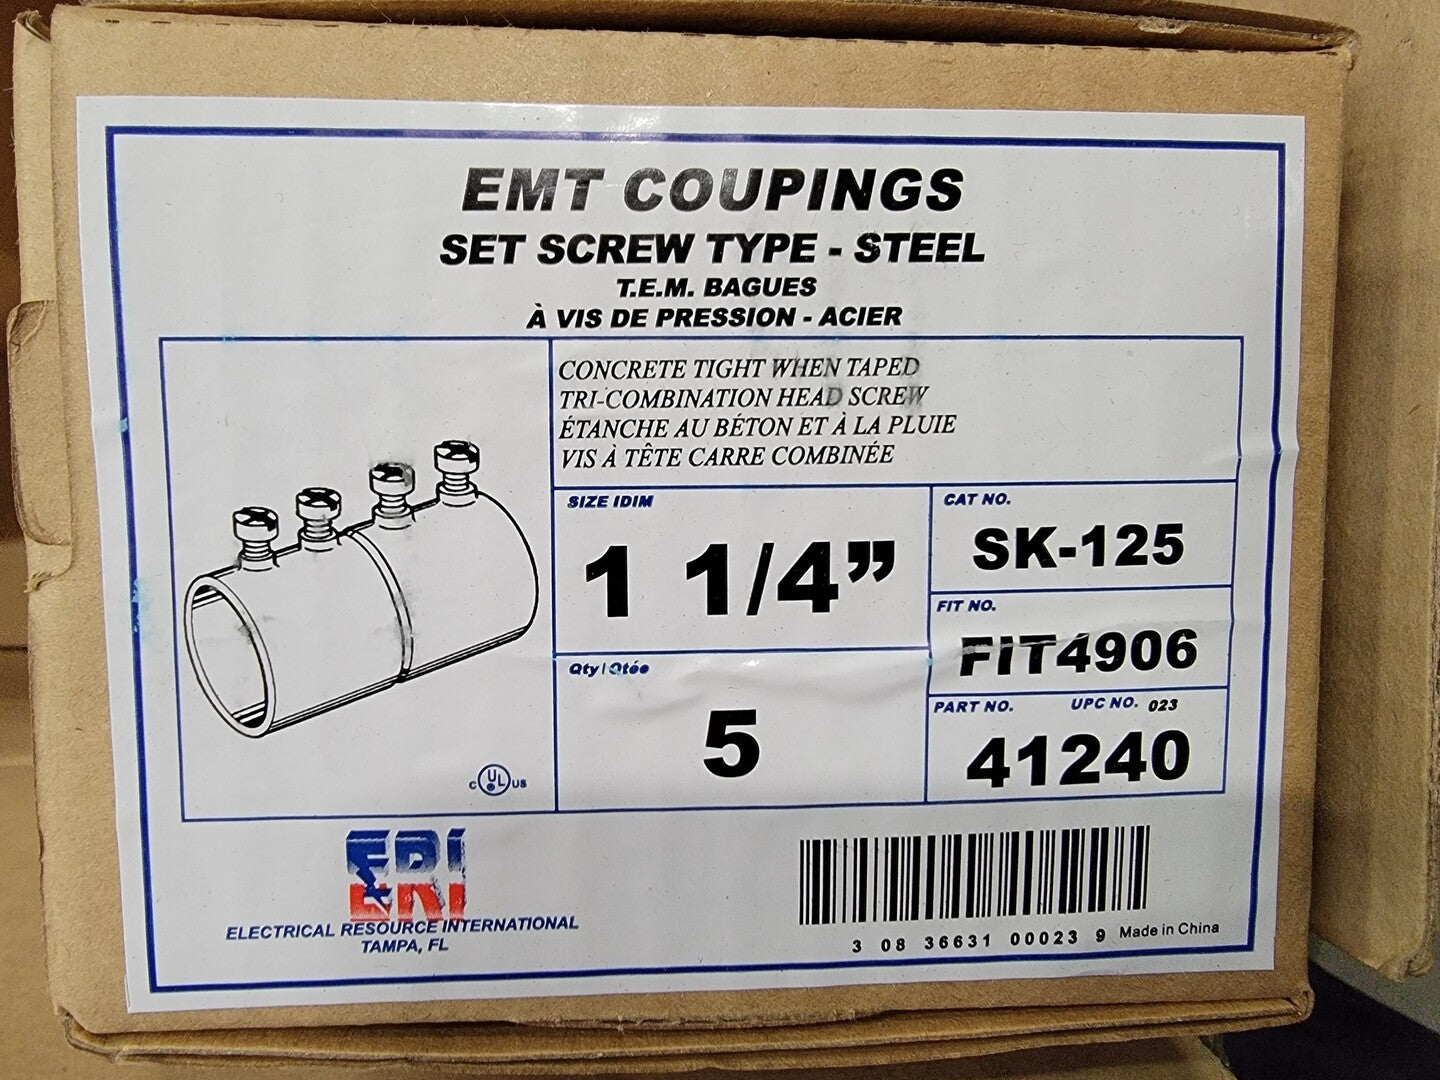 EMT COUPINGS
SET SCREW TYPE - STEEL
T.E.M. BAGUES
À VIS DE PRESSION - ACIER
CONCRETE TIGHT WHEN TAPED
TRI-COMBINATION HEAD SCREW
ÉTANCHE AU BÉTON ET À LA PLUIE
VIS À TÊTE CARRE COMBINÉE
SIZE IDIM
1 1/4”
CAT NO.
SK-125
FIT NO.
FIT4906
Qty / Qtée
5
PART NO. UPC NO. 023
41240
C UL US
ERI
ELECTRICAL RESOURCE INTERNATIONAL
TAMPA, FL
3 08 36631 00023 9 Made in China